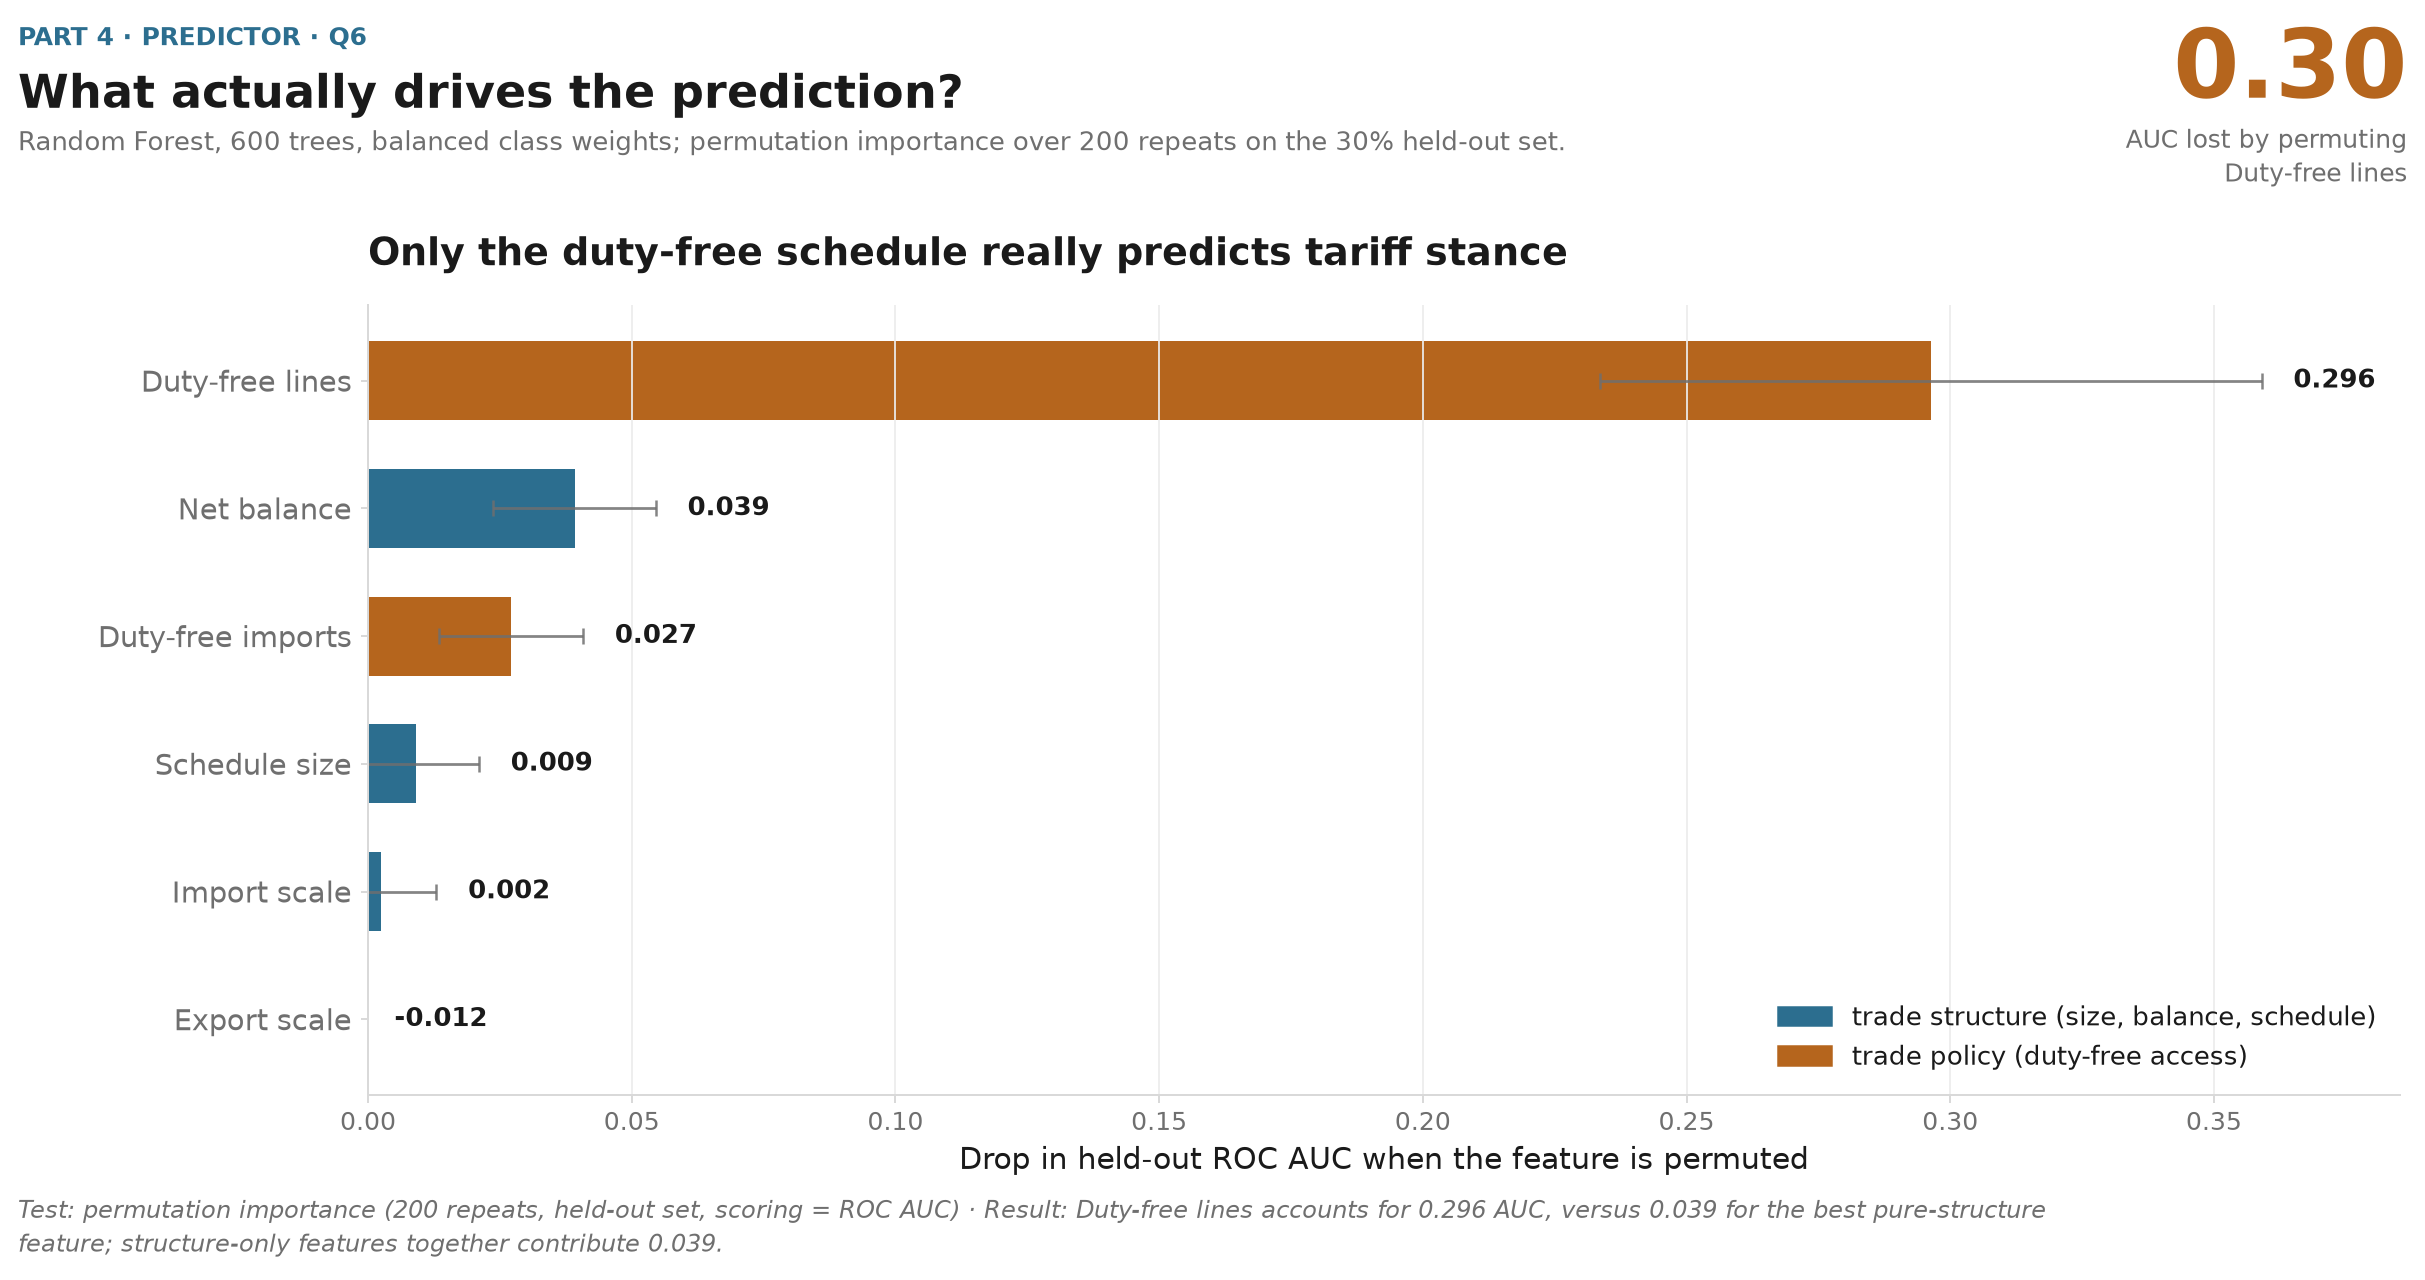 PART 4 · PREDICTOR · Q6
What actually drives the prediction?
Random Forest, 600 trees, balanced class weights; permutation importance over 200 repeats on the 30% held-out set.
0.30
AUC lost by permuting
Duty-free lines
Only the duty-free schedule really predicts tariff stance
Duty-free lines
0.296
Net balance
0.039
Duty-free imports
0.027
Schedule size
0.009
Import scale
0.002
Export scale
-0.012
trade structure (size, balance, schedule)
trade policy (duty-free access)
0.00 0.05 0.10 0.15 0.20 0.25 0.30 0.35
Drop in held-out ROC AUC when the feature is permuted
Test: permutation importance (200 repeats, held-out set, scoring = ROC AUC) · Result: Duty-free lines accounts for 0.296 AUC, versus 0.039 for the best pure-structure
feature; structure-only features together contribute 0.039.